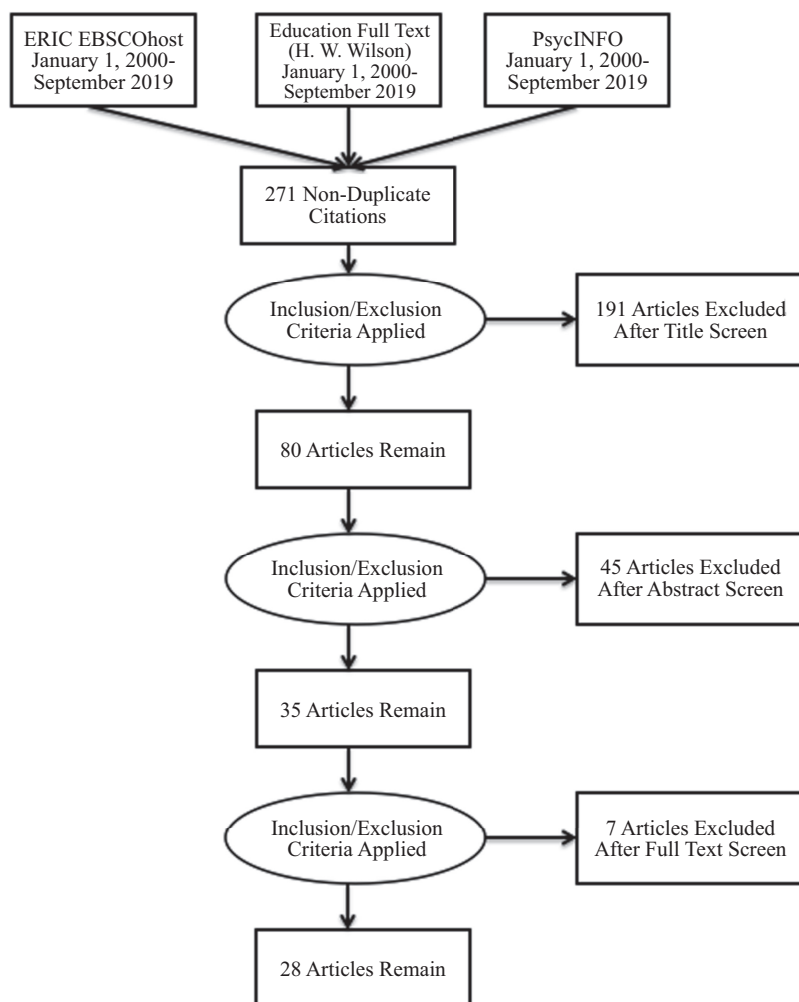 ERIC EBSCOhost
January 1, 2000-
September 2019
Education Full Text
(H. W. Wilson)
January 1, 2000-
September 2019
PsycINFO
January 1, 2000-
September 2019
271 Non-Duplicate
Citations
Inclusion/Exclusion
Criteria Applied
191 Articles Excluded
After Title Screen
80 Articles Remain
Inclusion/Exclusion
Criteria Applied
45 Articles Excluded
After Abstract Screen
35 Articles Remain
Inclusion/Exclusion
Criteria Applied
7 Articles Excluded
After Full Text Screen
28 Articles Remain